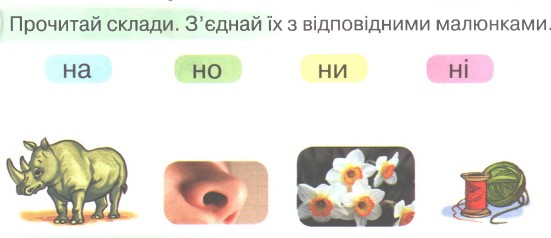 Прочитай склади. З’єднай їх з відповідними малюнками.
на но ни ні